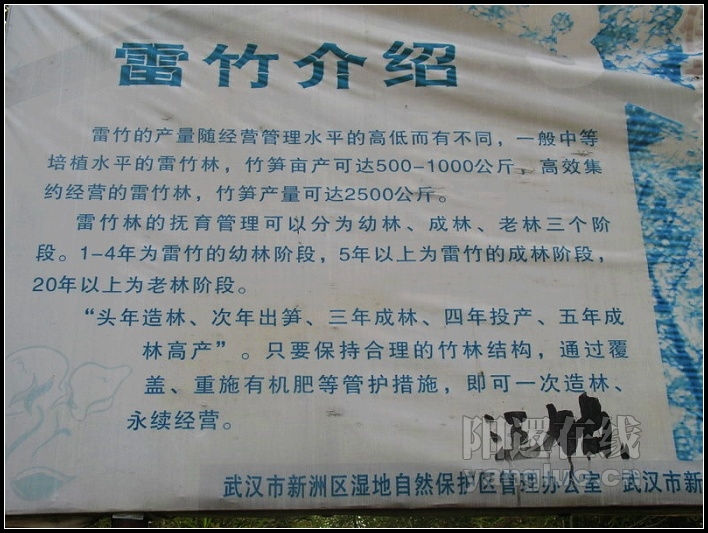 雷竹介绍
雷竹的产量随经营管理水平的高低而有不同，一般中等
培植水平的雷竹林，竹笋亩产可达500-1000公斤，高效集
约经营的雷竹林，竹笋产量可达2500公斤。
雷竹林的抚育管理可以分为幼林、成林、老林三个阶
段。1-4年为雷竹的幼林阶段，5年以上为雷竹的成林阶段，
20年以上为老林阶段。
“头年造林、次年出笋、三年成林、四年投产、五年成
林高产”。只要保持合理的竹林结构，通过覆
盖、重施有机肥等管护措施，即可一次造林、
永续经营。
阳逻在线
yangluo.cn
武汉市新洲区湿地自然保护区管理办公室 武汉市新